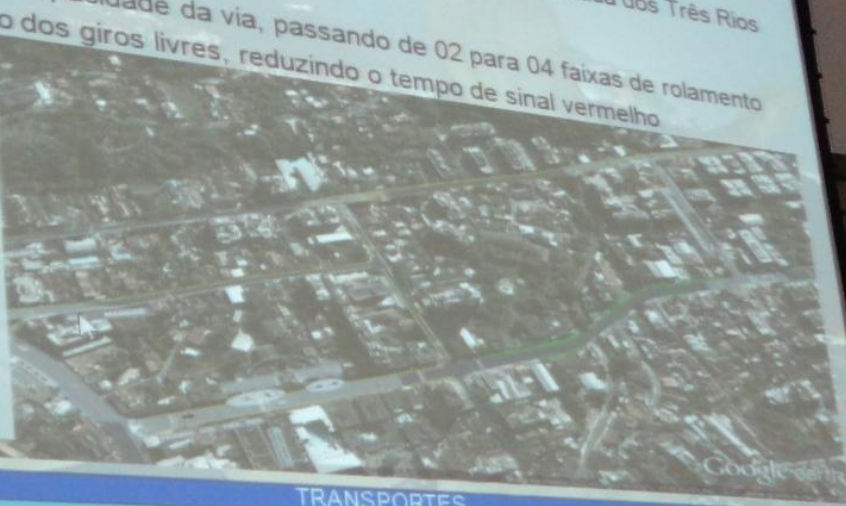 dos Três Rios
da via, passando de 02 para 04 faixas de rolamento
o dos giros livres, reduzindo o tempo de sinal vermelho
Google
TRANSPORTES